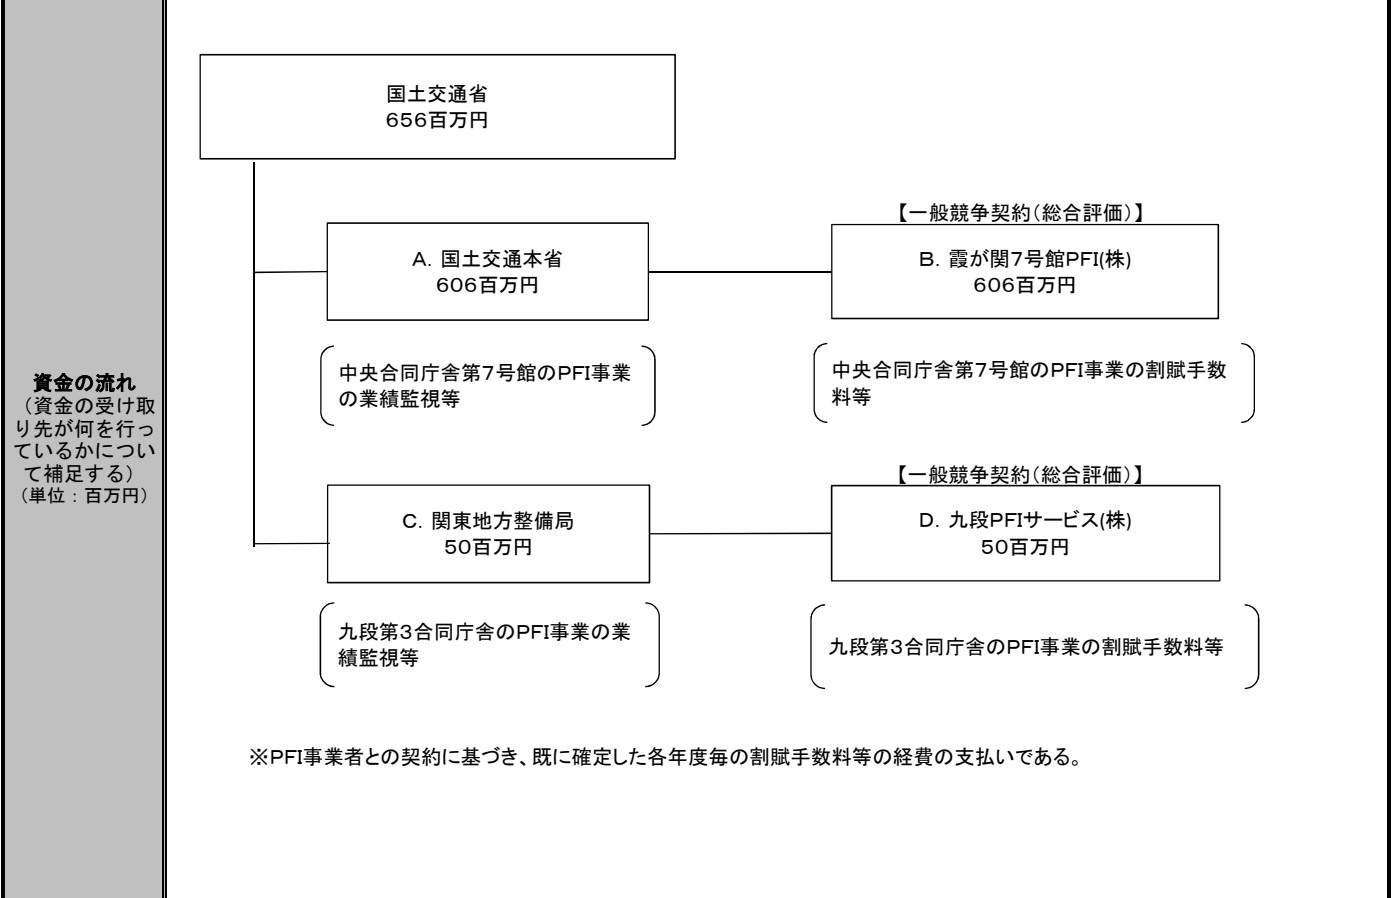 資金の流れ
（資金の受け取
り先が何を行っ
ているかについ
て補足する）
（単位：百万円）
国土交通省
656百万円
A．国土交通本省
606百万円
【一般競争契約（総合評価）】
B．霞が関７号館PFI(株)
606百万円
中央合同庁舎第７号館のPFI事業
の業績監視等
中央合同庁舎第７号館のPFI事業の割賦手数
料等
C．関東地方整備局
50百万円
【一般競争契約（総合評価）】
D．九段PFIサービス(株)
50百万円
九段第３合同庁舎のPFI事業の業
績監視等
九段第３合同庁舎のPFI事業の割賦手数料等
※PFI事業者との契約に基づき、既に確定した各年度毎の割賦手数料等の経費の支払いである。